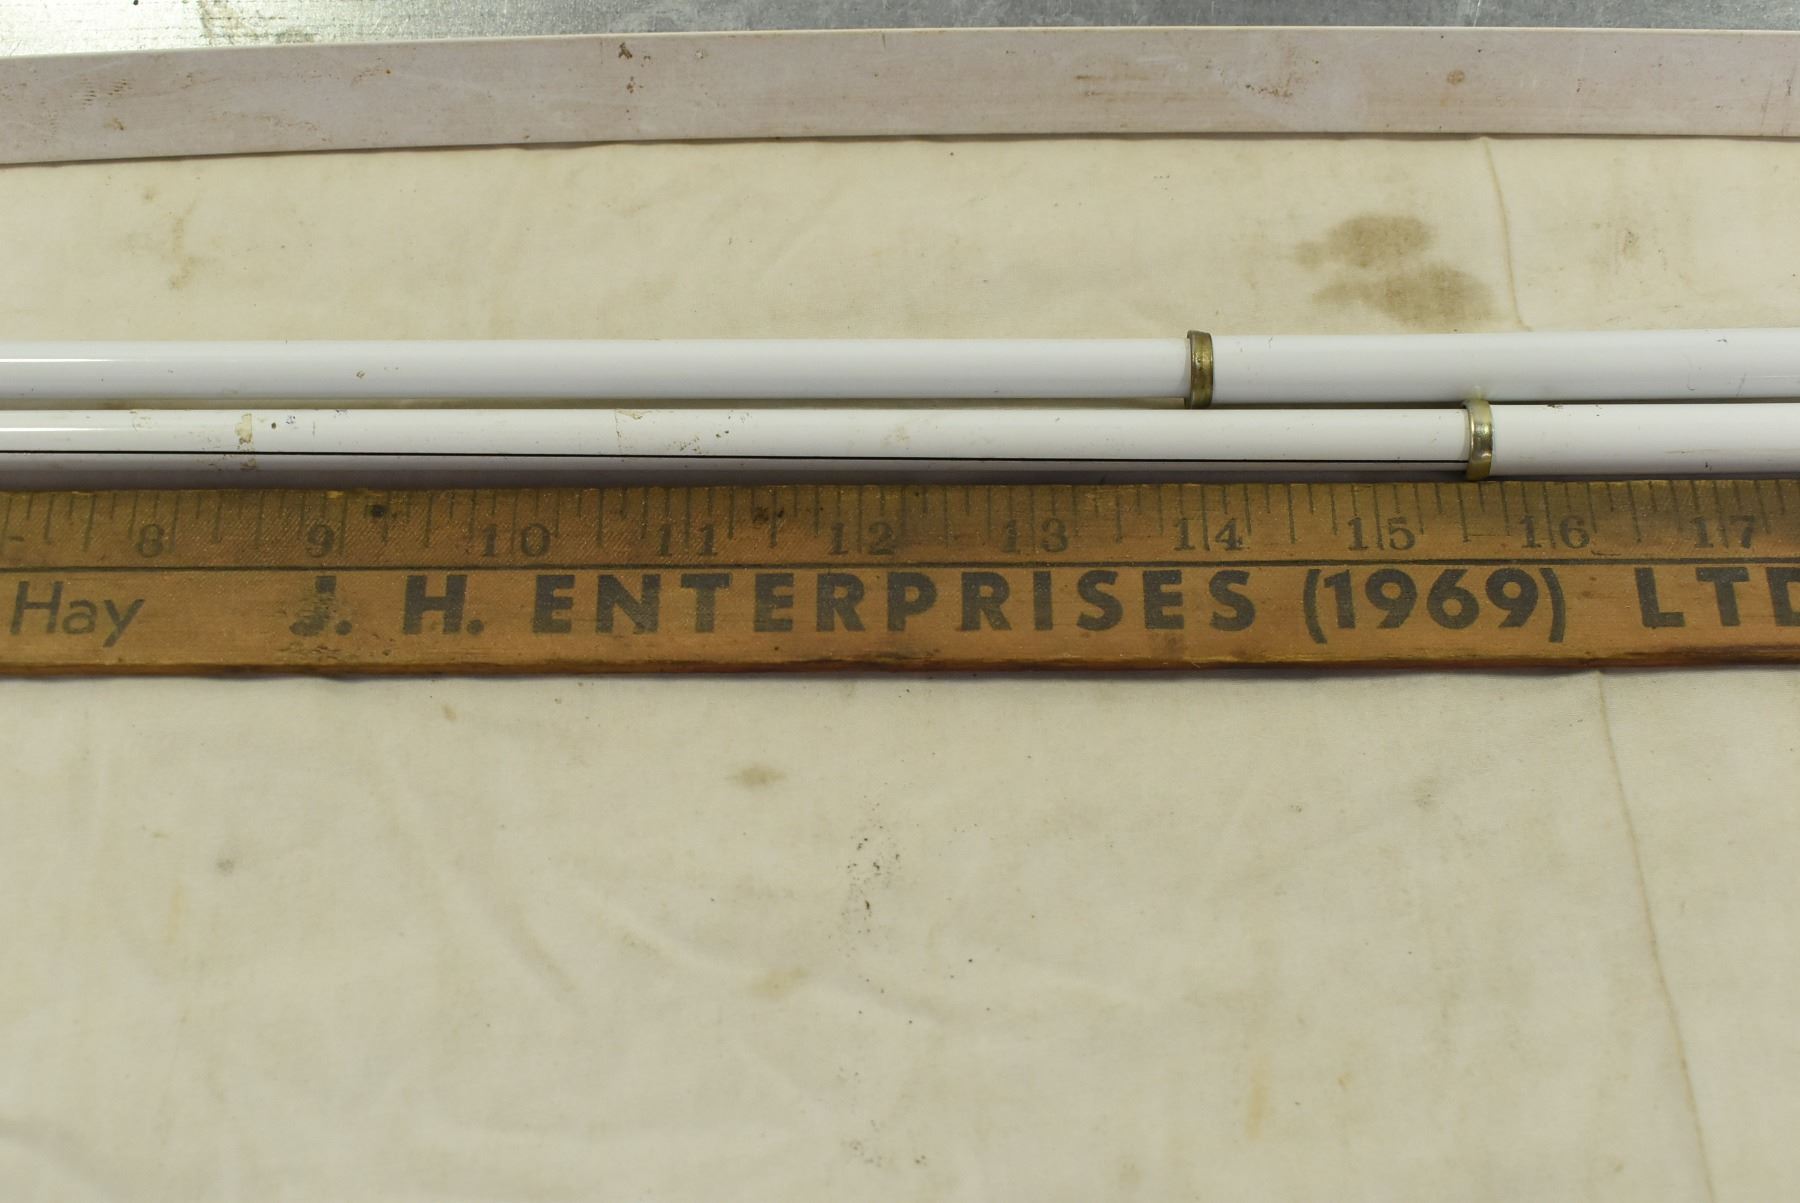 8 9 10 11 12 13 14 15 16 17
Hay J. H. ENTERPRISES (1969) LTD